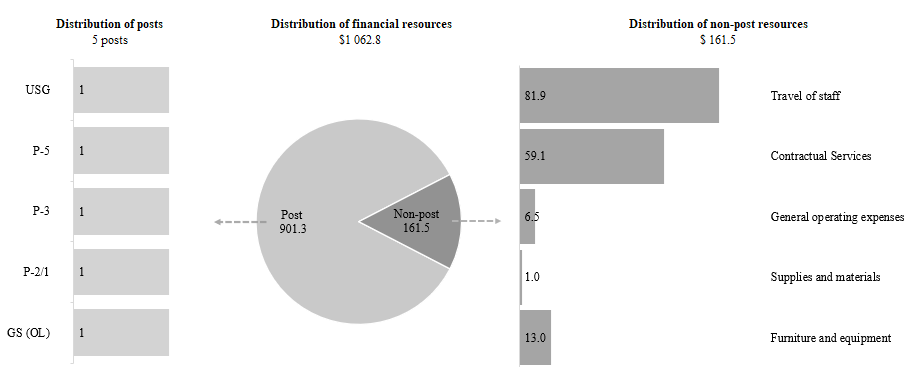 Distribution of posts
5 posts
USG
1
P-5
1
P-3
1
P-2/1
1
GS (OL)
1
Distribution of financial resources
$1 062.8
Post
901.3
Non-post
161.5
Distribution of non-post resources
$ 161.5
81.9
Travel of staff
59.1
Contractual Services
6.5
General operating expenses
1.0
Supplies and materials
13.0
Furniture and equipment